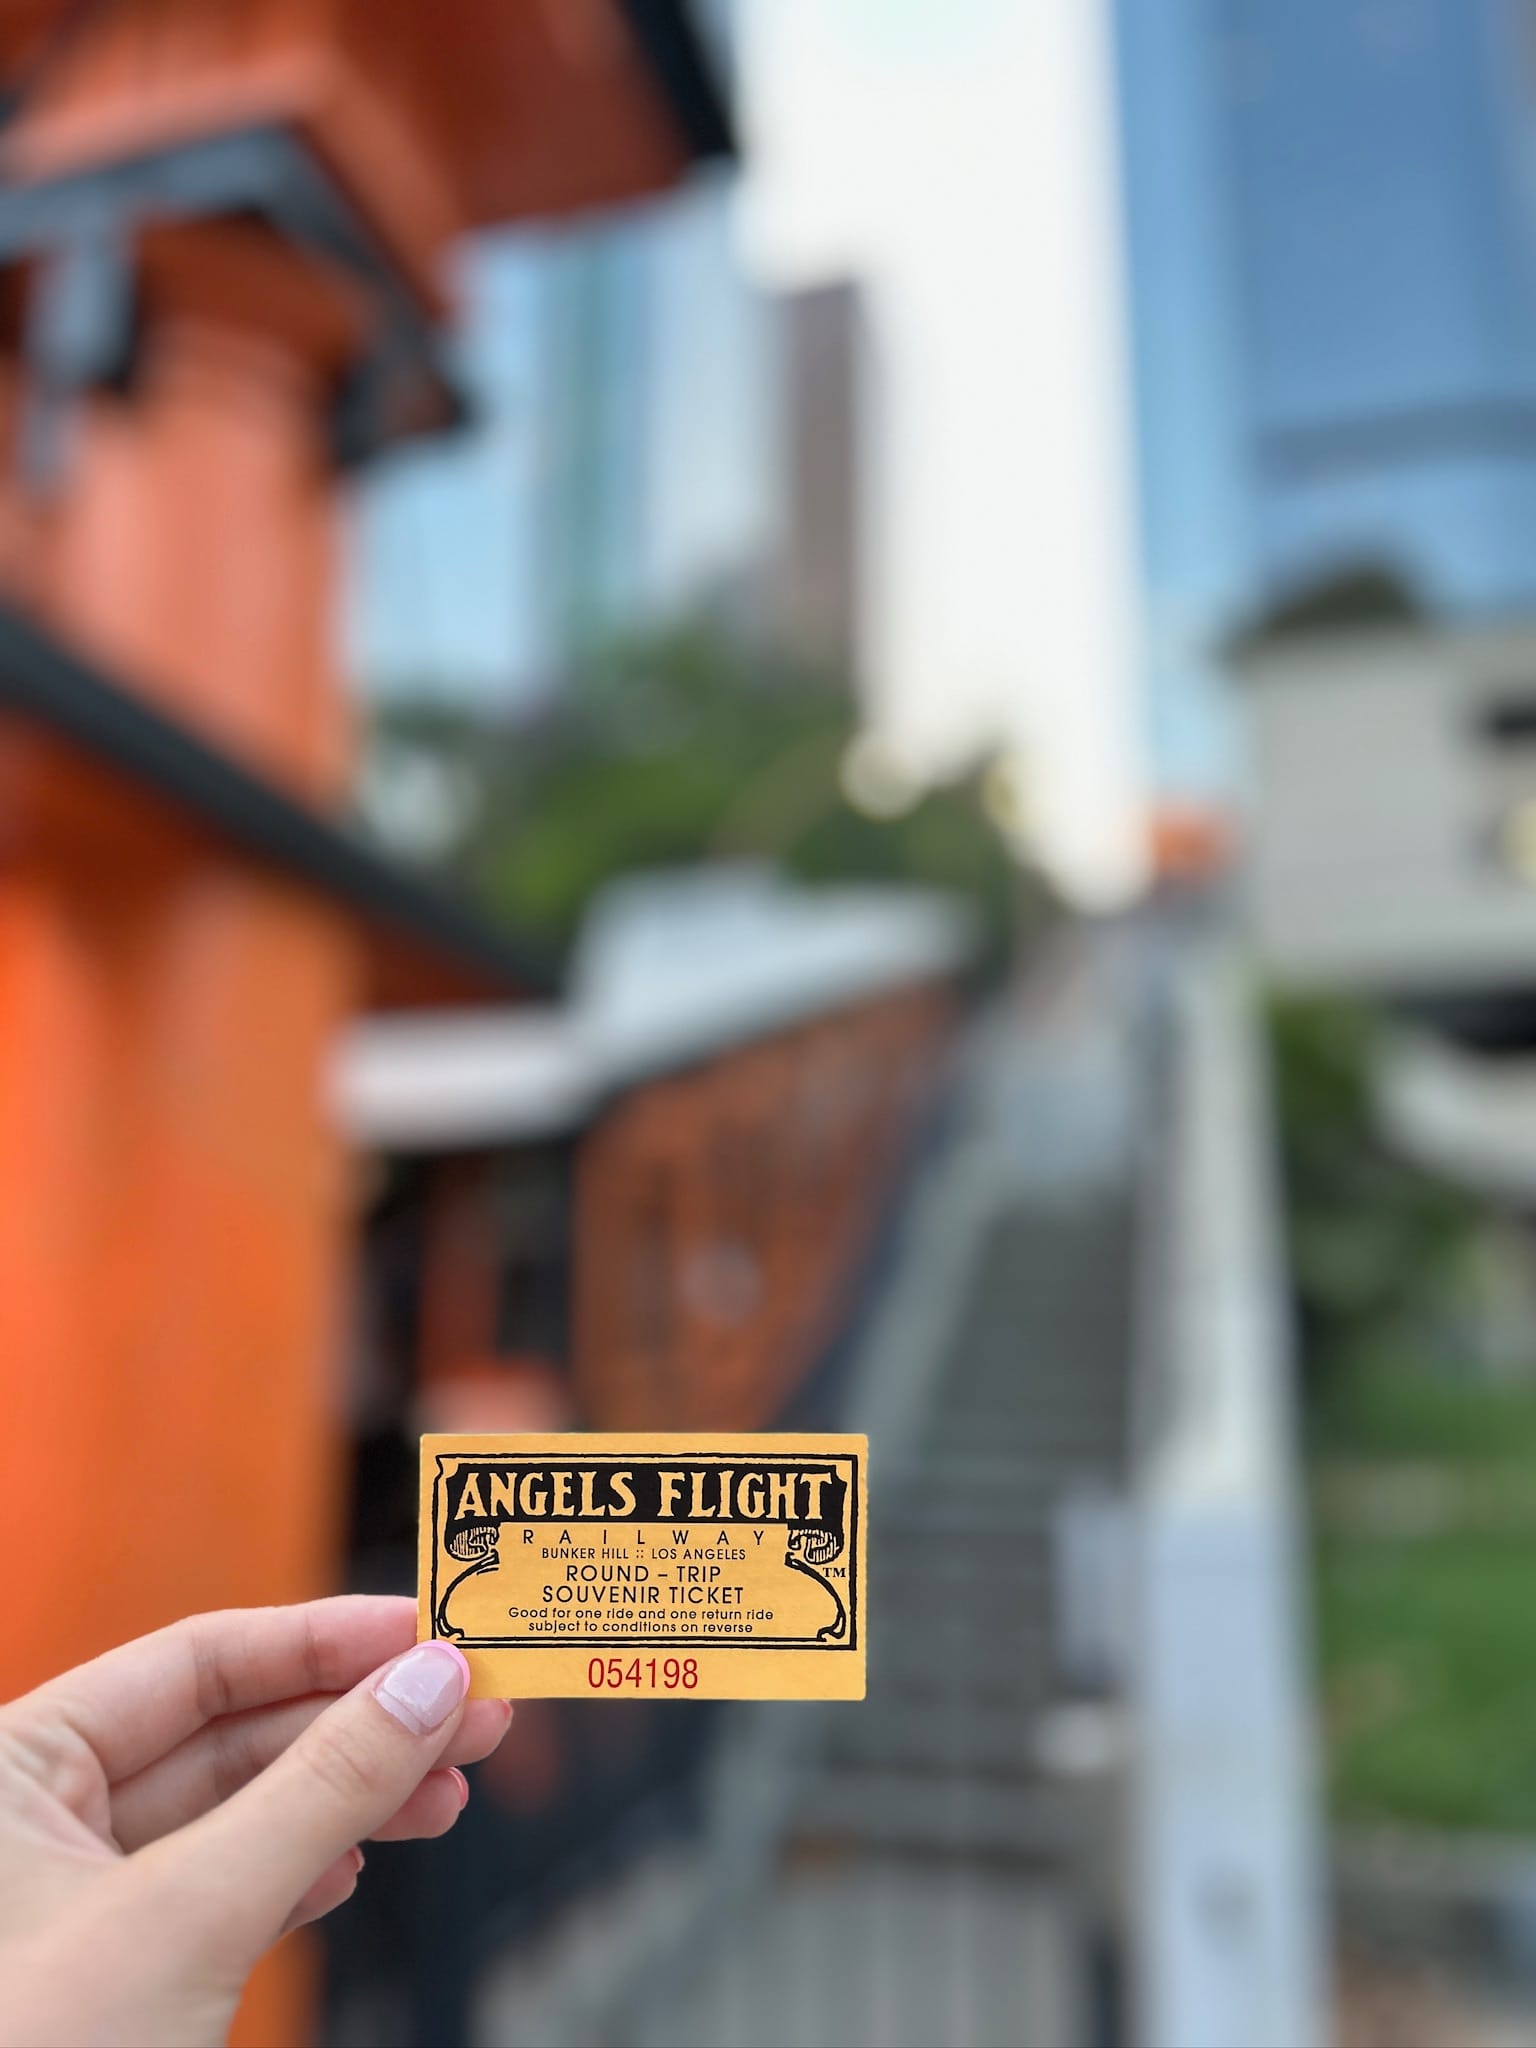 ANGELS FLIGHT
RAILWAY
BUNKER HILL :: LOS ANGELES
ROUND – TRIP
TM
SOUVENIR TICKET
Good for one ride and one return ride
subject to conditions on reverse
054198